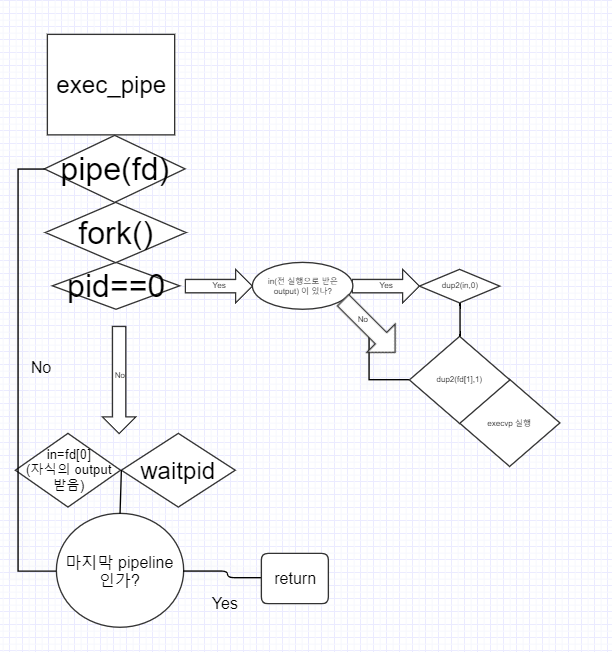 exec_pipe
pipe(fd)
fork()
pid==0
Yes
in(전 실행으로 받은
output) 이 있나?
Yes
dup2(in,0)
No
dup2(fd[1],1)
execvp 실행
No
No
in=fd[0]
(자식의 output
받음)
waitpid
마지막 pipeline
인가?
return
Yes